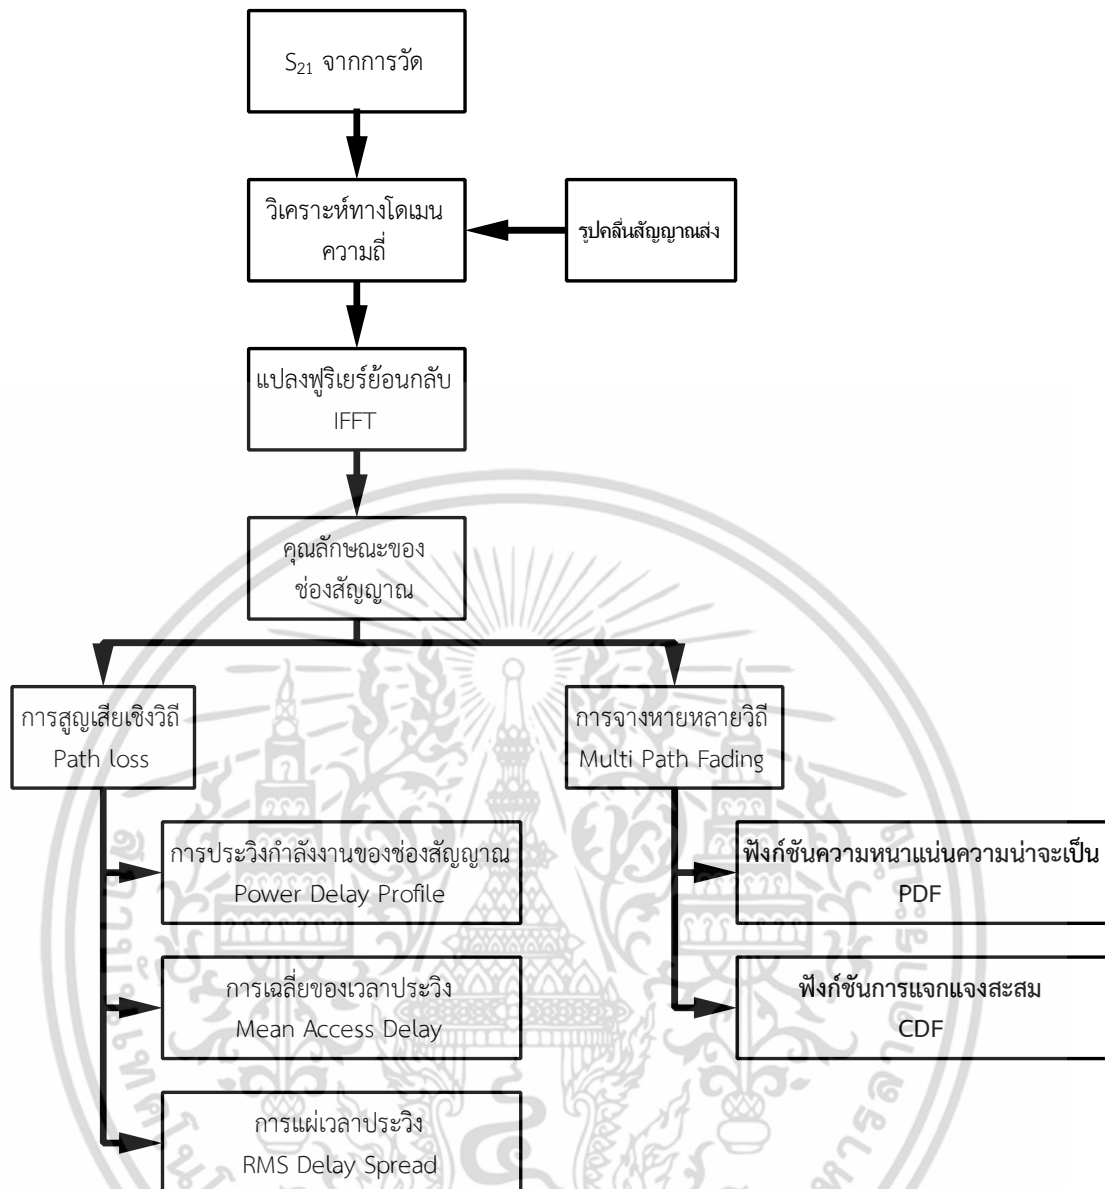 S₂₁ จากการวัด
วิเคราะห์ทางโดเมน
ความถี่
รูปคลื่นสัญญาณส่ง
แปลงฟูริเยร์ย้อนกลับ
IFFT
คุณลักษณะของ
ช่องสัญญาณ
การสูญเสียเชิงวิถี
Path loss
การจางหายหลายวิถี
Multi Path Fading
การประวิงกำลังงานของช่องสัญญาณ
Power Delay Profile
ฟังก์ชันความหนาแน่นความน่าจะเป็น
PDF
การเฉลี่ยของเวลาประวิง
Mean Access Delay
ฟังก์ชันการแจกแจงสะสม
CDF
การแผ่เวลาประวิง
RMS Delay Spread